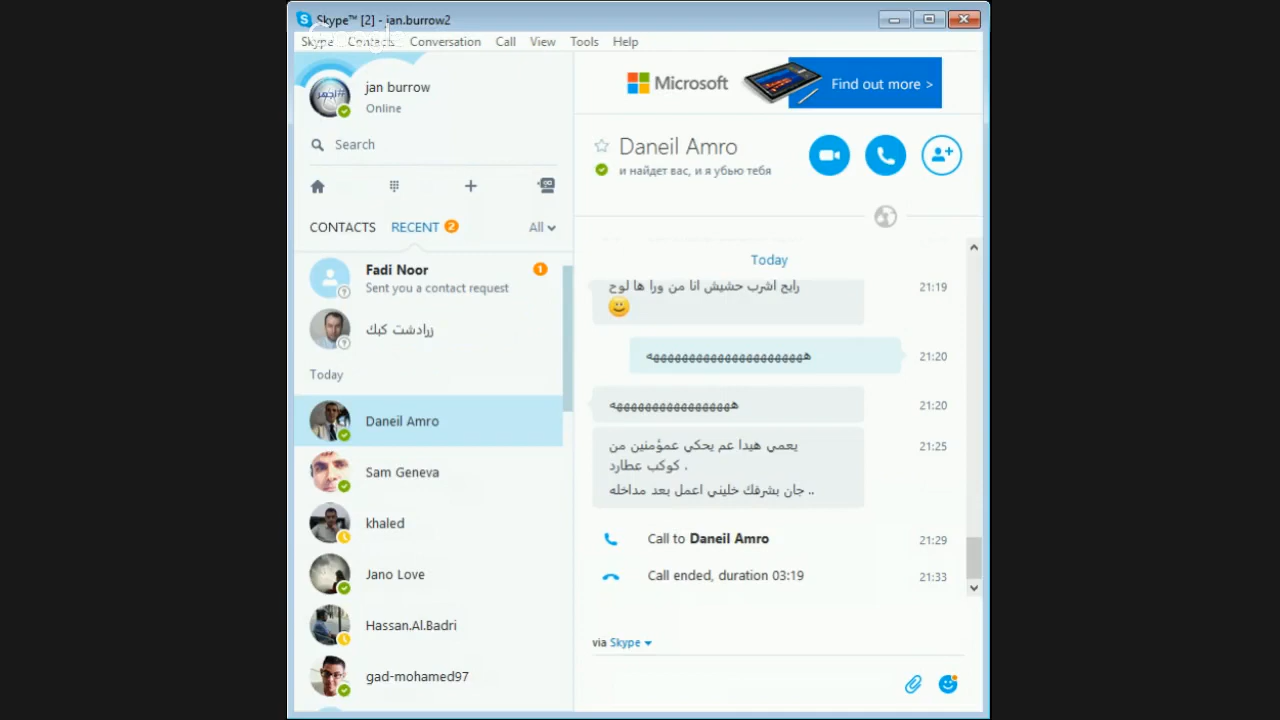 Skype™ [2] - jan.burrow2
Google
Skype Contacts Conversation Call View Tools Help
jan burrow
Online
Search
CONTACTS RECENT 2 All
Fadi Noor 1
Sent you a contact request
زرادشت كبك
Today
Daneil Amro
Sam Geneva
khaled
Jano Love
Hassan.Al.Badri
gad-mohamed97
Microsoft Find out more >
Daneil Amro
и найдет вас, и я убью тебя
Today
رايح اشرب حشيش انا من ورا ها لوح 21:19
ههههههههههههههههههههههه 21:20
هههههههههههههههههه 21:20
يعمي هيدا عم يحكي عمؤمنين من 21:25
كوكب عطارد ،
جان بشرفك خليني اعمل بعد مداخله ..
Call to Daneil Amro 21:29
Call ended, duration 03:19 21:33
via Skype